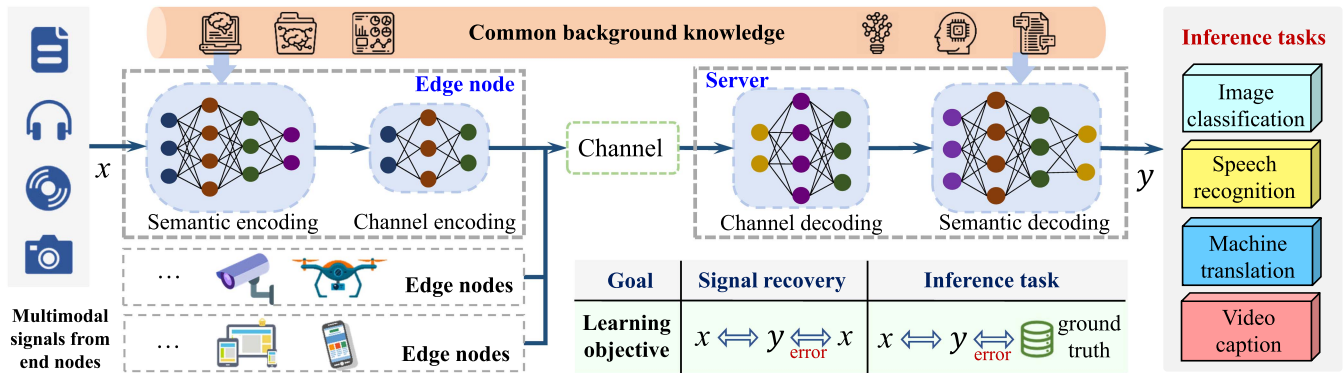 Common background knowledge
Multimodal
signals from
end nodes
x
Edge node
Semantic encoding
Channel encoding
...
Edge nodes
...
Edge nodes
Channel
Server
Channel decoding
Semantic decoding
y
Goal Signal recovery Inference task
Learning
objective
x y x
error
x y ground
truth
error
Inference tasks
Image
classification
Speech
recognition
Machine
translation
Video
caption